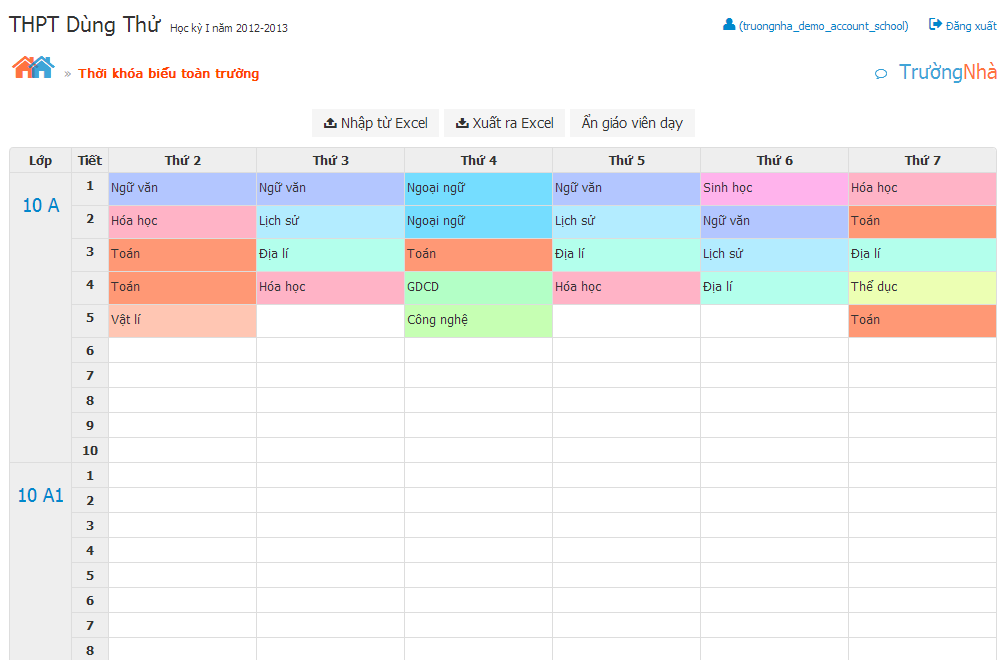 THPT Dùng Thử Học kỳ I năm 2012-2013 (truongnha_demo_account_school) Đăng xuất
» Thời khóa biểu toàn trường TrườngNhà
Nhập từ Excel Xuất ra Excel Ẩn giáo viên dạy
Lớp Tiết Thứ 2 Thứ 3 Thứ 4 Thứ 5 Thứ 6 Thứ 7
10 A
1 Ngữ văn Ngữ văn Ngoại ngữ Ngữ văn Sinh học Hóa học
2 Hóa học Lịch sử Ngoại ngữ Lịch sử Ngữ văn Toán
3 Toán Địa lí Toán Địa lí Lịch sử Địa lí
4 Toán Hóa học GDCD Hóa học Địa lí Thể dục
5 Vật lí Công nghệ Toán
6
7
8
9
10
10 A1
1
2
3
4
5
6
7
8